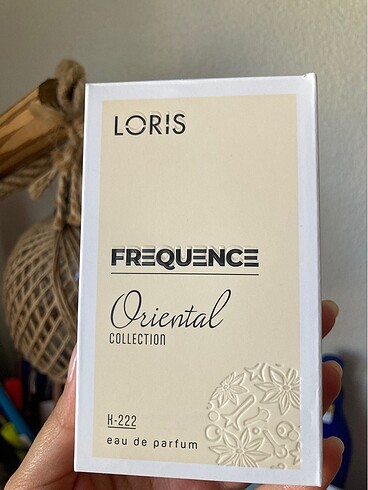 LORIS
FREQUENCE
Oriental
COLLECTION
K-222
eau de parfum